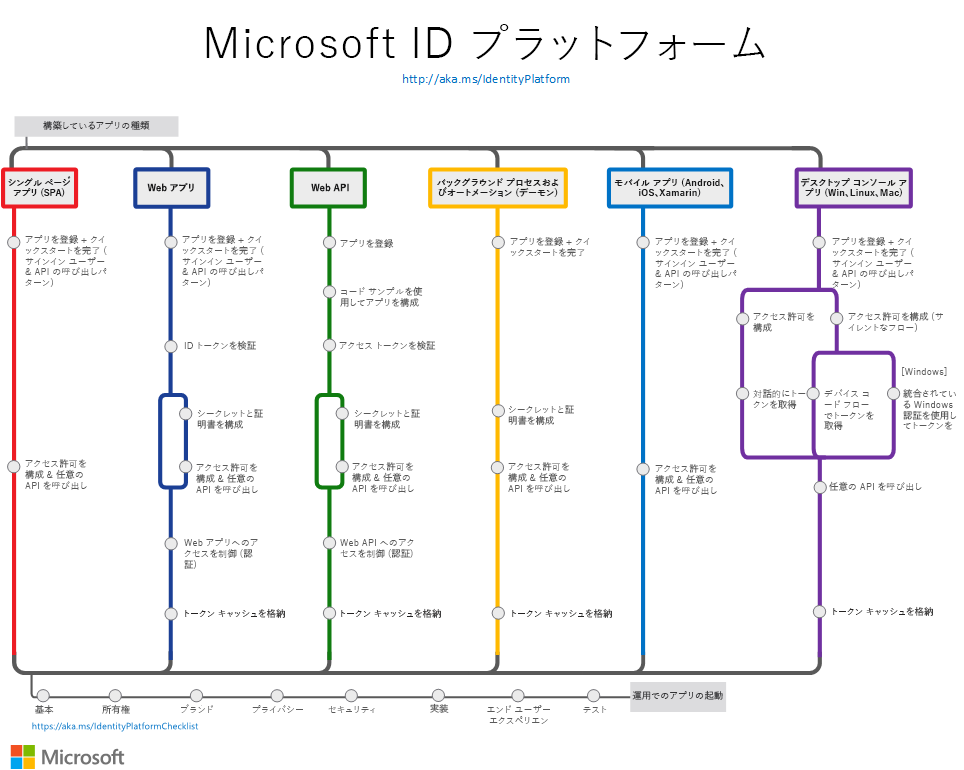 Microsoft ID プラットフォーム
http://aka.ms/IdentityPlatform
構築しているアプリの種類
シングル ページ
アプリ (SPA)
Web アプリ
Web API
バックグラウンド プロセスおよ
びオートメーション (デーモン)
モバイル アプリ (Android、
iOS、Xamarin)
デスクトップ コンソール ア
プリ (Win、Linux、Mac)
アプリを登録 + クイ
ックスタートを完了 (
サインイン ユーザー
& API の呼び出しパ
ターン)
アクセス許可を
構成 & 任意の
API を呼び出し
アプリを登録 + クイ
ックスタートを完了 (
サインイン ユーザー
& API の呼び出しパ
ターン)
ID トークンを検証
シークレットと証
明書を構成
アクセス許可を
構成 & 任意の
API を呼び出し
Web アプリへのア
クセスを制御 (認
証)
トークン キャッシュを格納
アプリを登録
コード サンプルを使
用してアプリを構成
アクセス トークンを検証
シークレットと証
明書を構成
アクセス許可を
構成 & 任意の
API を呼び出し
Web API へのアク
セスを制御 (認証)
トークン キャッシュを格納
アプリを登録 + クイ
ックスタートを完了
シークレットと証
明書を構成
アクセス許可を
構成 & 任意の
API を呼び出し
トークン キャッシュを格納
アプリを登録 + クイ
ックスタートを完了 (
サインイン ユーザー
& API の呼び出しパ
ターン)
アクセス許可を
構成 & 任意の
API を呼び出し
アプリを登録 + クイ
ックスタートを完了 (
サインイン ユーザー
& API の呼び出しパ
ターン)
アクセス許可を
構成
アクセス許可を構成 (サ
イレントなフロー)
[Windows]
対話的にトー
クンを取得
デバイス コ
ード フロー
でトークンを
取得
統合されてい
る Windows
認証を使用し
てトークンを
任意の API を呼び出し
トークン キャッシュを格納
基本
所有権
ブランド
プライバシー
セキュリティ
実装
エンド ユーザー
エクスペリエン
テスト
運用でのアプリの起動
https://aka.ms/IdentityPlatformChecklist
Microsoft